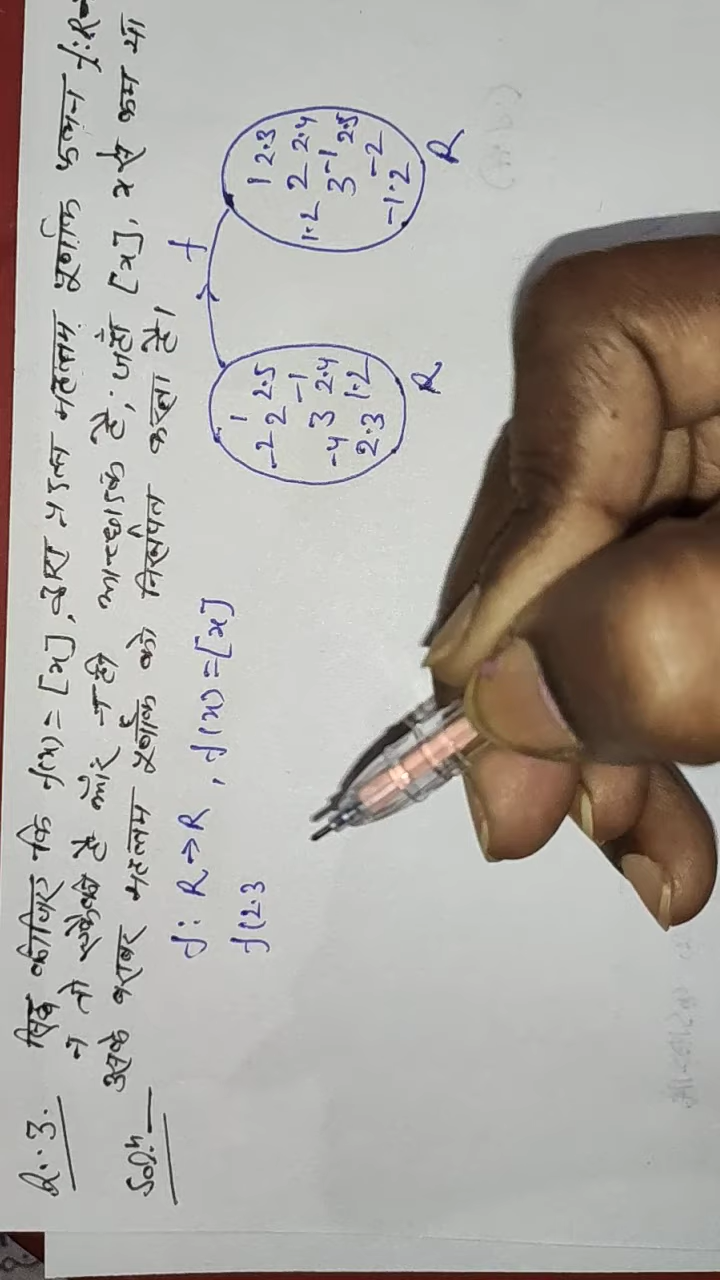 Q.:3. सिद्ध कीजिए कि f(x) = [x], द्वारा प्रदत्त महत्तम पूर्णांक फलन f:R→
न तो एकैकी है और न ही आच्छादक है, जहाँ [x], x से कम या
उसके बराबर महत्तम पूर्णांक को निरूपित करता है।
Solⁿ:
f: R→R , f(x)=[x]
f(2.3
f
1 2.5
-2 2 -1
3 2.4
-4 1.2
2.3
R
1 2.3
1.2 2 2.4
3 -1 2.5
-2
-1.2
R